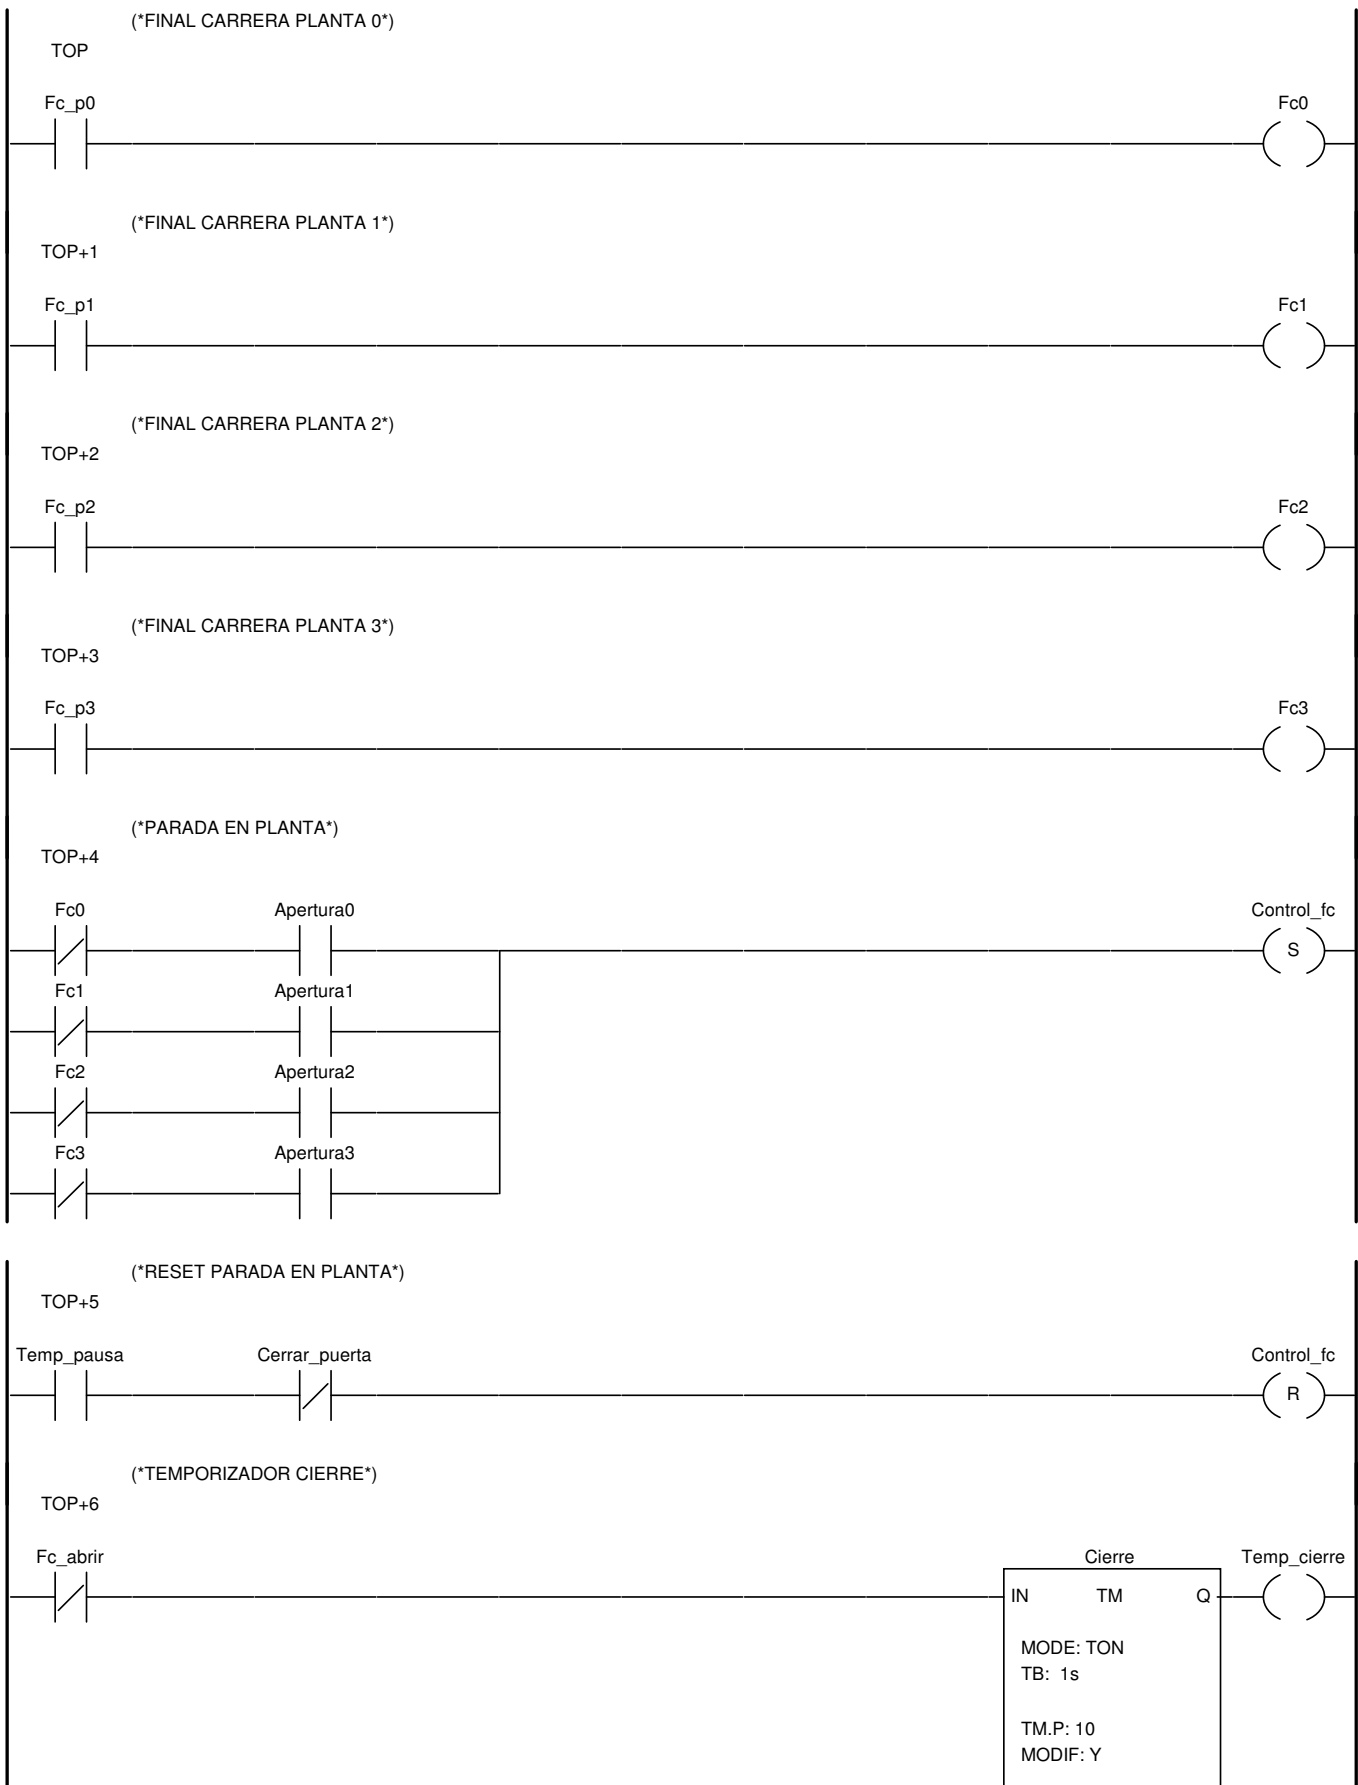 (*FINAL CARRERA PLANTA 0*)
TOP
Fc_p0 Fc0
(*FINAL CARRERA PLANTA 1*)
TOP+1
Fc_p1 Fc1
(*FINAL CARRERA PLANTA 2*)
TOP+2
Fc_p2 Fc2
(*FINAL CARRERA PLANTA 3*)
TOP+3
Fc_p3 Fc3
(*PARADA EN PLANTA*)
TOP+4
Fc0 Apertura0 Control_fc
S
Fc1 Apertura1
Fc2 Apertura2
Fc3 Apertura3
(*RESET PARADA EN PLANTA*)
TOP+5
Temp_pausa Cerrar_puerta Control_fc
R
(*TEMPORIZADOR CIERRE*)
TOP+6
Fc_abrir Cierre Temp_cierre
IN TM Q
MODE: TON
TB: 1s
TM.P: 10
MODIF: Y